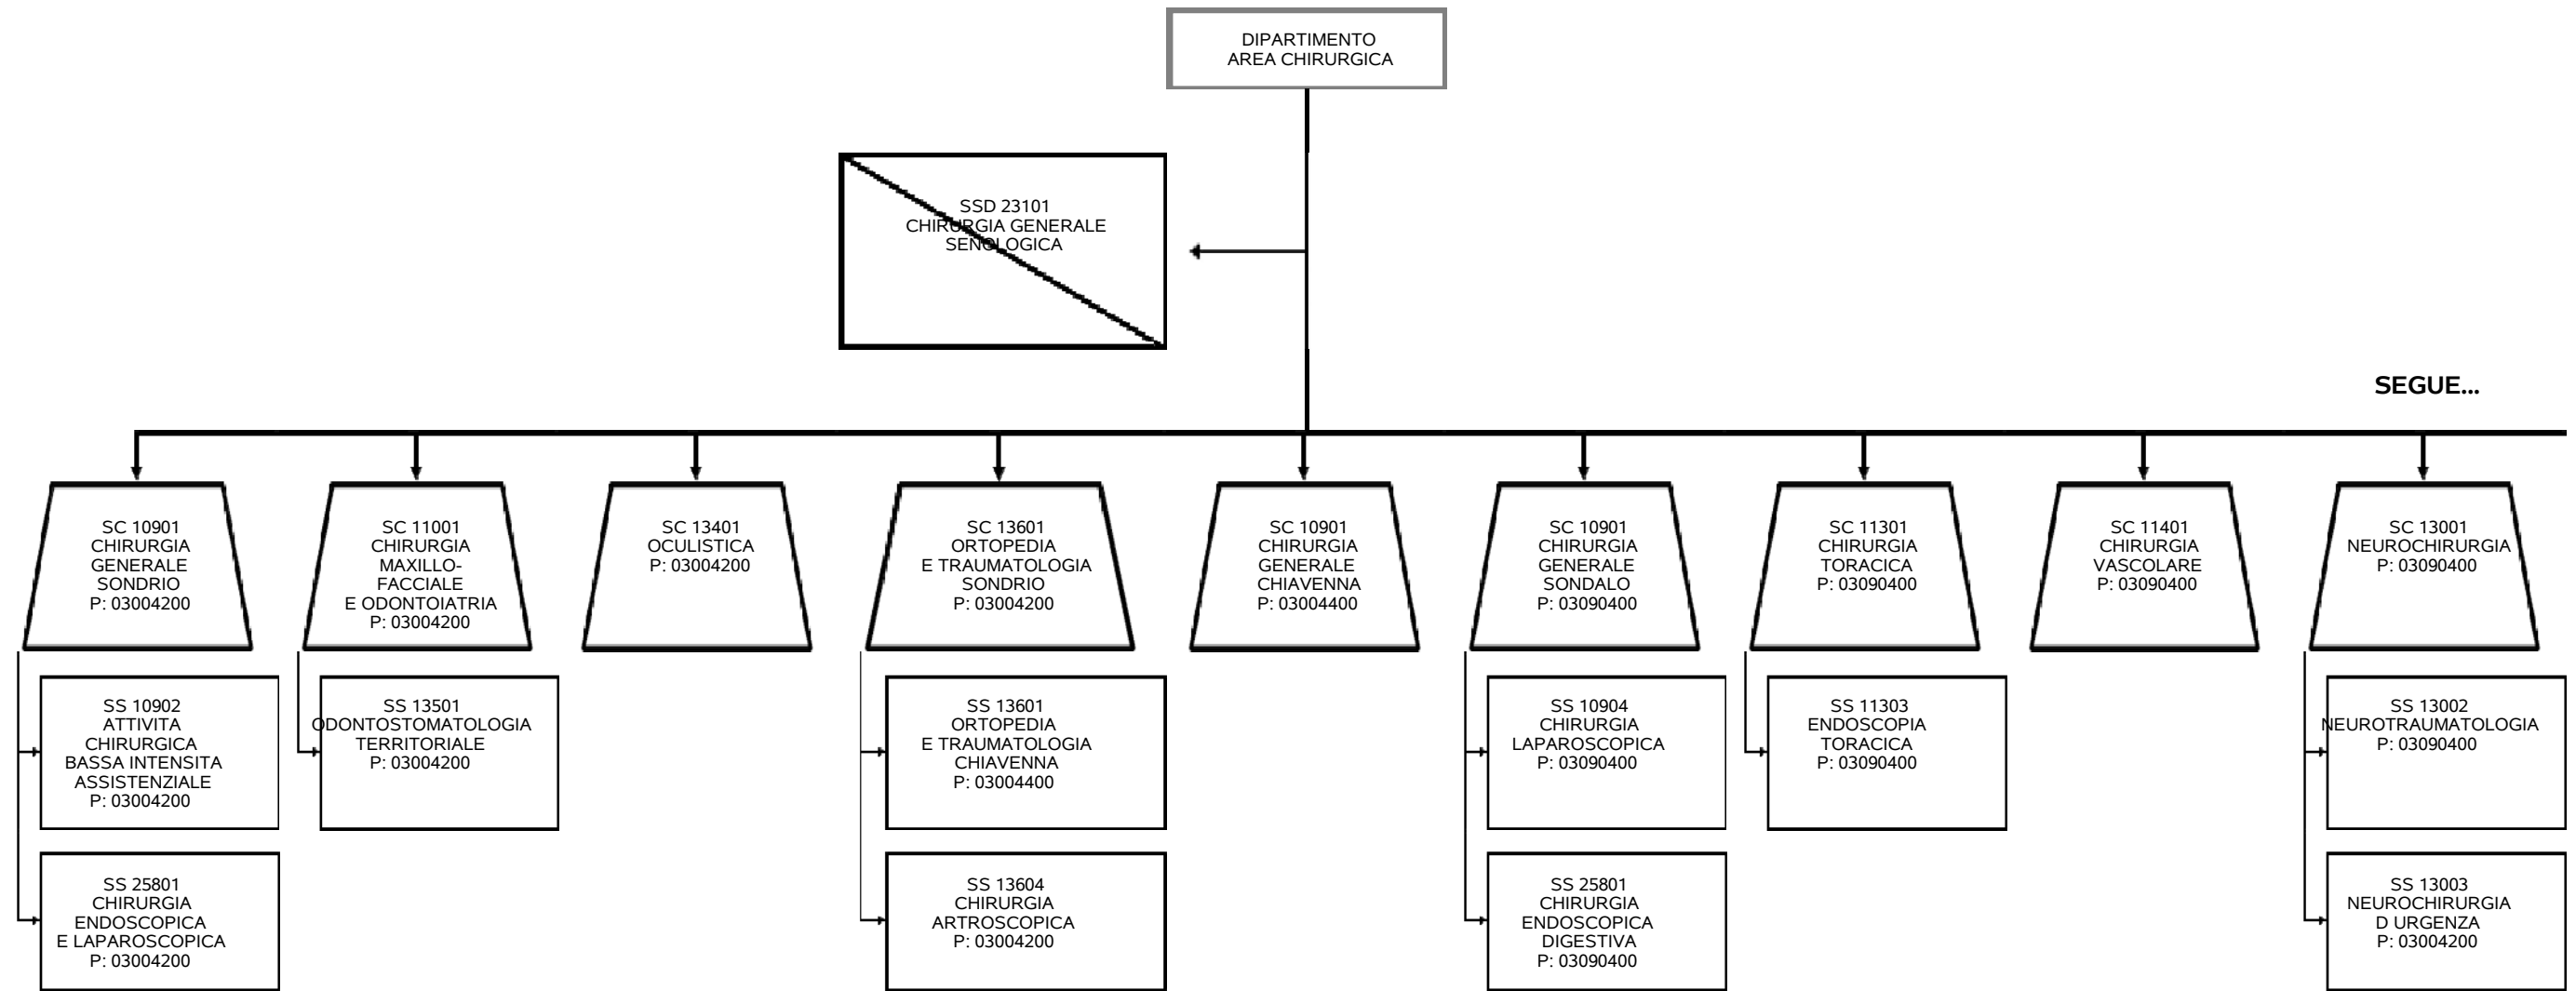 DIPARTIMENTO
AREA CHIRURGICA
SSD 23101
CHIRURGIA GENERALE
SENOLOGICA
SEGUE...
SC 10901
CHIRURGIA
GENERALE
SONDRIO
P: 03004200
SC 11001
CHIRURGIA
MAXILLO-
FACCIALE
E ODONTOIATRIA
P: 03004200
SC 13401
OCULISTICA
P: 03004200
SC 13601
ORTOPEDIA
E TRAUMATOLOGIA
SONDRIO
P: 03004200
SC 10901
CHIRURGIA
GENERALE
CHIAVENNA
P: 03004400
SC 10901
CHIRURGIA
GENERALE
SONDALO
P: 03090400
SC 11301
CHIRURGIA
TORACICA
P: 03090400
SC 11401
CHIRURGIA
VASCOLARE
P: 03090400
SC 13001
NEUROCHIRURGIA
P: 03090400
SS 10902
ATTIVITA
CHIRURGICA
BASSA INTENSITA
ASSISTENZIALE
P: 03004200
SS 13501
ODONTOSTOMATOLOGIA
TERRITORIALE
P: 03004200
SS 13601
ORTOPEDIA
E TRAUMATOLOGIA
CHIAVENNA
P: 03004400
SS 10904
CHIRURGIA
LAPAROSCOPICA
P: 03090400
SS 11303
ENDOSCOPIA
TORACICA
P: 03090400
SS 13002
NEUROTRAUMATOLOGIA
P: 03090400
SS 25801
CHIRURGIA
ENDOSCOPICA
E LAPAROSCOPICA
P: 03004200
SS 13604
CHIRURGIA
ARTROSCOPICA
P: 03004200
SS 25801
CHIRURGIA
ENDOSCOPICA
DIGESTIVA
P: 03090400
SS 13003
NEUROCHIRURGIA
D URGENZA
P: 03004200